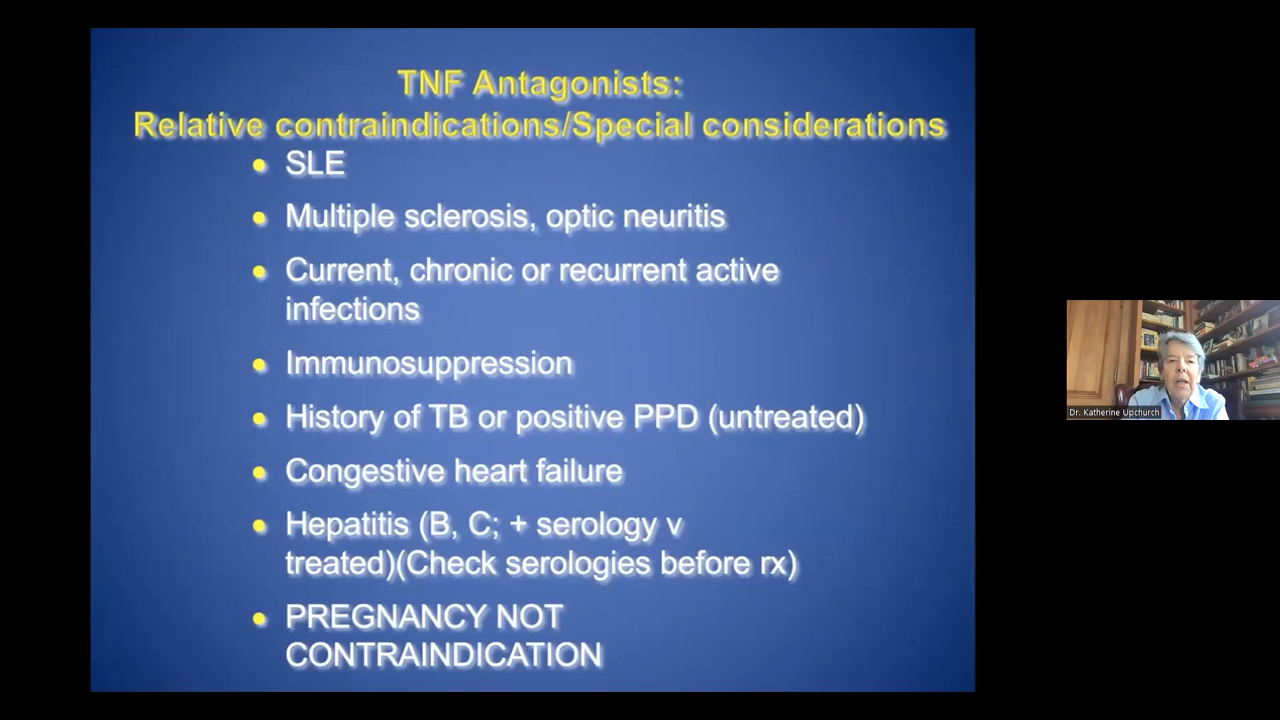 TNF Antagonists:
Relative contraindications/Special considerations
• SLE
• Multiple sclerosis, optic neuritis
• Current, chronic or recurrent active
infections
• Immunosuppression
• History of TB or positive PPD (untreated)
• Congestive heart failure
• Hepatitis (B, C; + serology v
treated)(Check serologies before rx)
• PREGNANCY NOT
CONTRAINDICATION
Dr. Katherine Upchurch